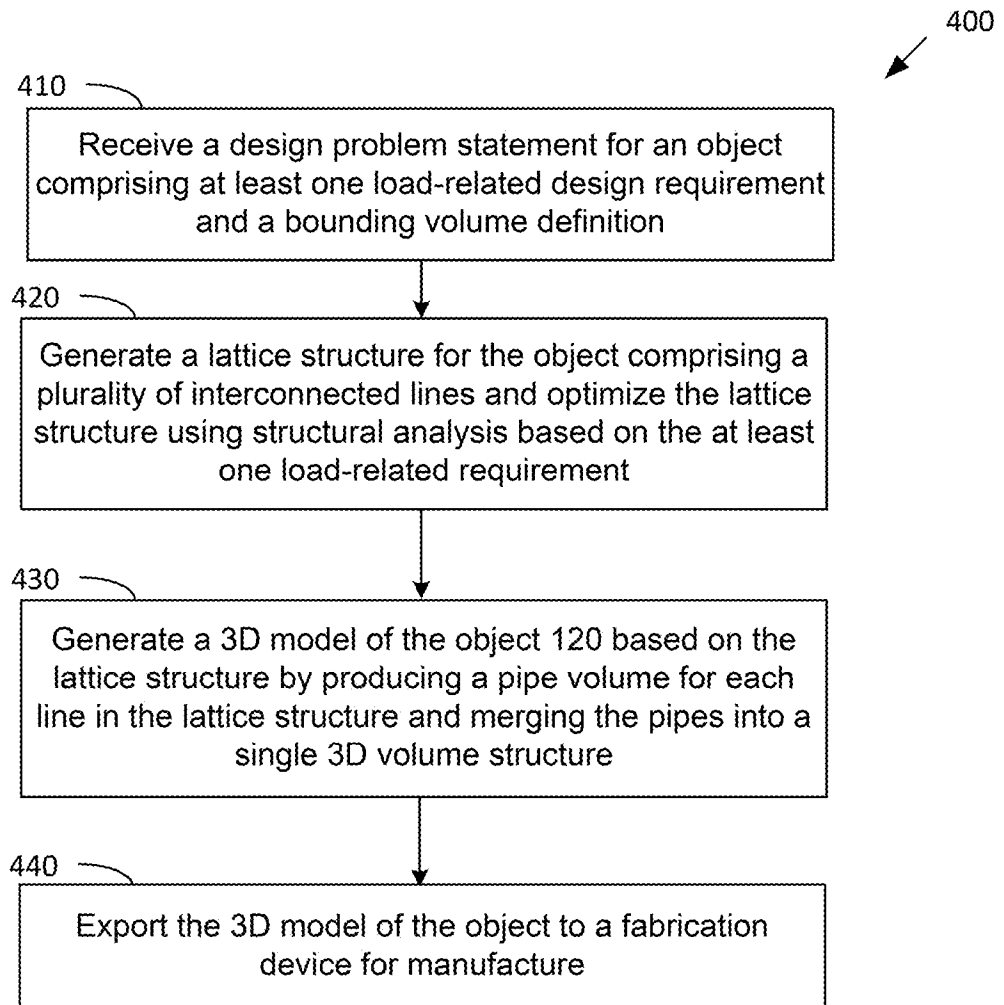 400
410
Receive a design problem statement for an object
comprising at least one load-related design requirement
and a bounding volume definition
420
Generate a lattice structure for the object comprising a
plurality of interconnected lines and optimize the lattice
structure using structural analysis based on the at least
one load-related requirement
430
Generate a 3D model of the object 120 based on the
lattice structure by producing a pipe volume for each
line in the lattice structure and merging the pipes into a
single 3D volume structure
440
Export the 3D model of the object to a fabrication
device for manufacture